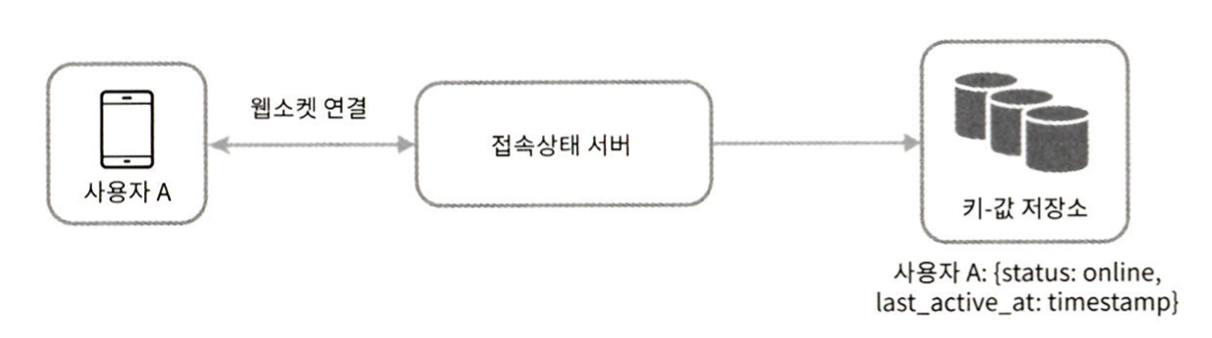 웹소켓 연결
사용자 A
접속상태 서버
키-값 저장소
사용자 A: {status: online,
last_active_at: timestamp}